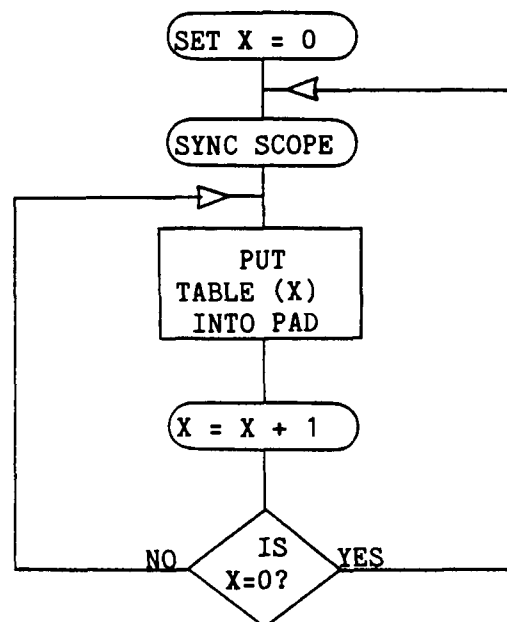 SET X = 0
SYNC SCOPE
PUT
TABLE (X)
INTO PAD
X = X + 1
IS
X=0?
NO
YES